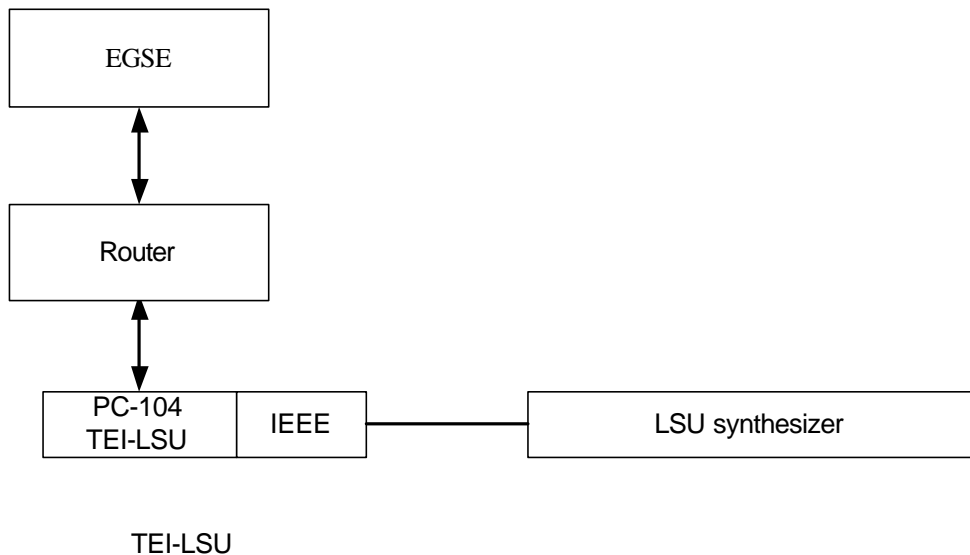 EGSE
Router
PC-104
TEI-LSU
IEEE
LSU synthesizer
TEI-LSU